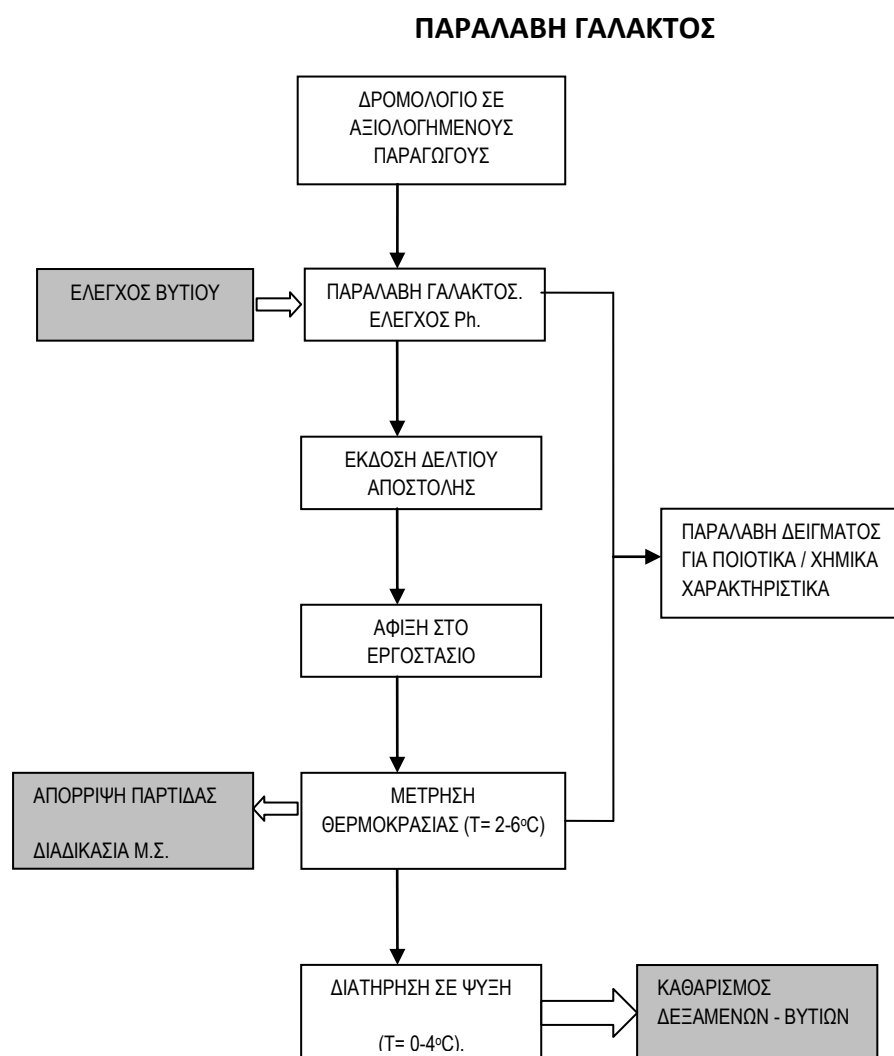 ΠΑΡΑΛΑΒΗ ΓΑΛΑΚΤΟΣ
ΔΡΟΜΟΛΟΓΙΟ ΣΕ
ΑΞΙΟΛΟΓΗΜΕΝΟΥΣ
ΠΑΡΑΓΩΓΟΥΣ
ΕΛΕΓΧΟΣ ΒΥΤΙΟΥ
ΠΑΡΑΛΑΒΗ ΓΑΛΑΚΤΟΣ.
ΕΛΕΓΧΟΣ Ph.
ΕΚΔΟΣΗ ΔΕΛΤΙΟΥ
ΑΠΟΣΤΟΛΗΣ
ΠΑΡΑΛΑΒΗ ΔΕΙΓΜΑΤΟΣ
ΓΙΑ ΠΟΙΟΤΙΚΑ / ΧΗΜΙΚΑ
ΧΑΡΑΚΤΗΡΙΣΤΙΚΑ
ΑΦΙΞΗ ΣΤΟ
ΕΡΓΟΣΤΑΣΙΟ
ΑΠΟΡΡΙΨΗ ΠΑΡΤΙΔΑΣ
ΔΙΑΔΙΚΑΣΙΑ Μ.Σ.
ΜΕΤΡΗΣΗ
ΘΕΡΜΟΚΡΑΣΙΑΣ (T= 2-6ºC)
ΔΙΑΤΗΡΗΣΗ ΣΕ ΨΥΞΗ
(T= 0-4ºC).
ΚΑΘΑΡΙΣΜΟΣ
ΔΕΞΑΜΕΝΩΝ - ΒΥΤΙΩΝ